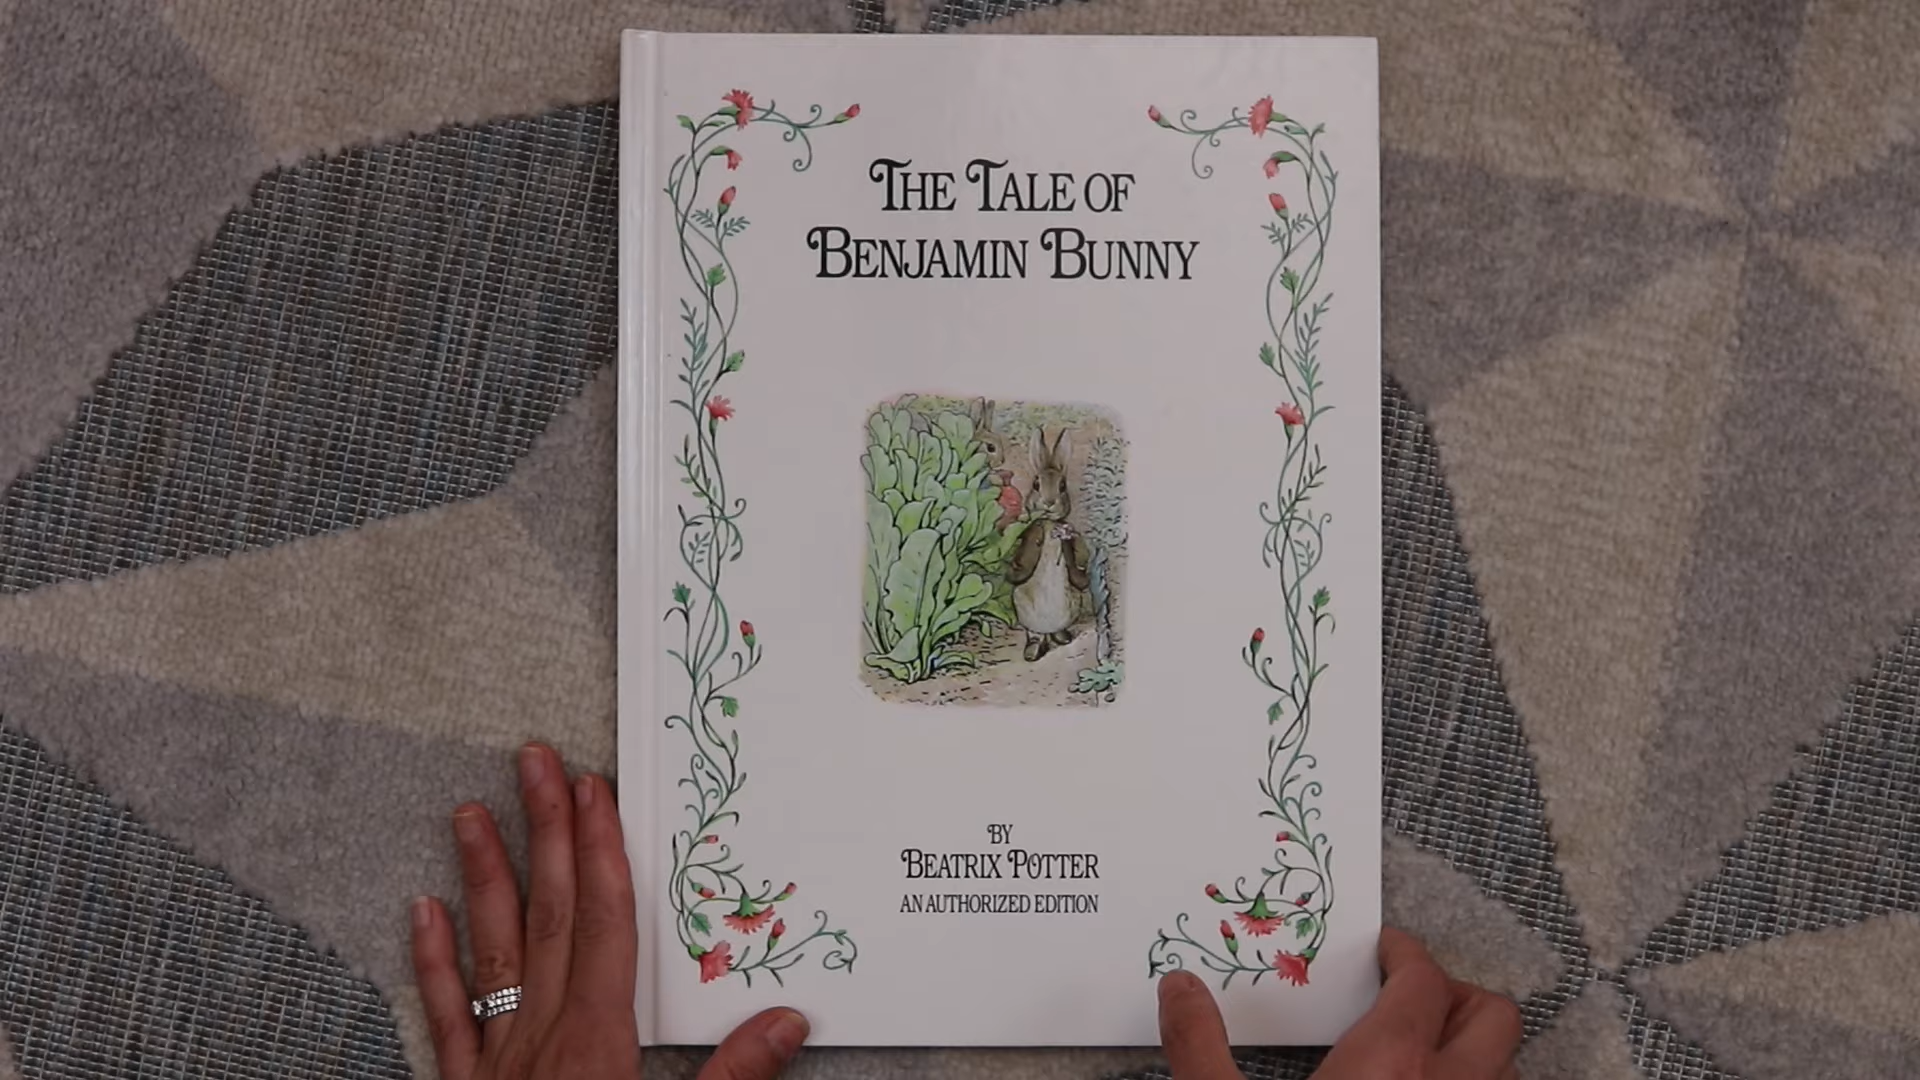 THE TALE OF
BENJAMIN BUNNY
BY
BEATRIX POTTER
AN AUTHORIZED EDITION